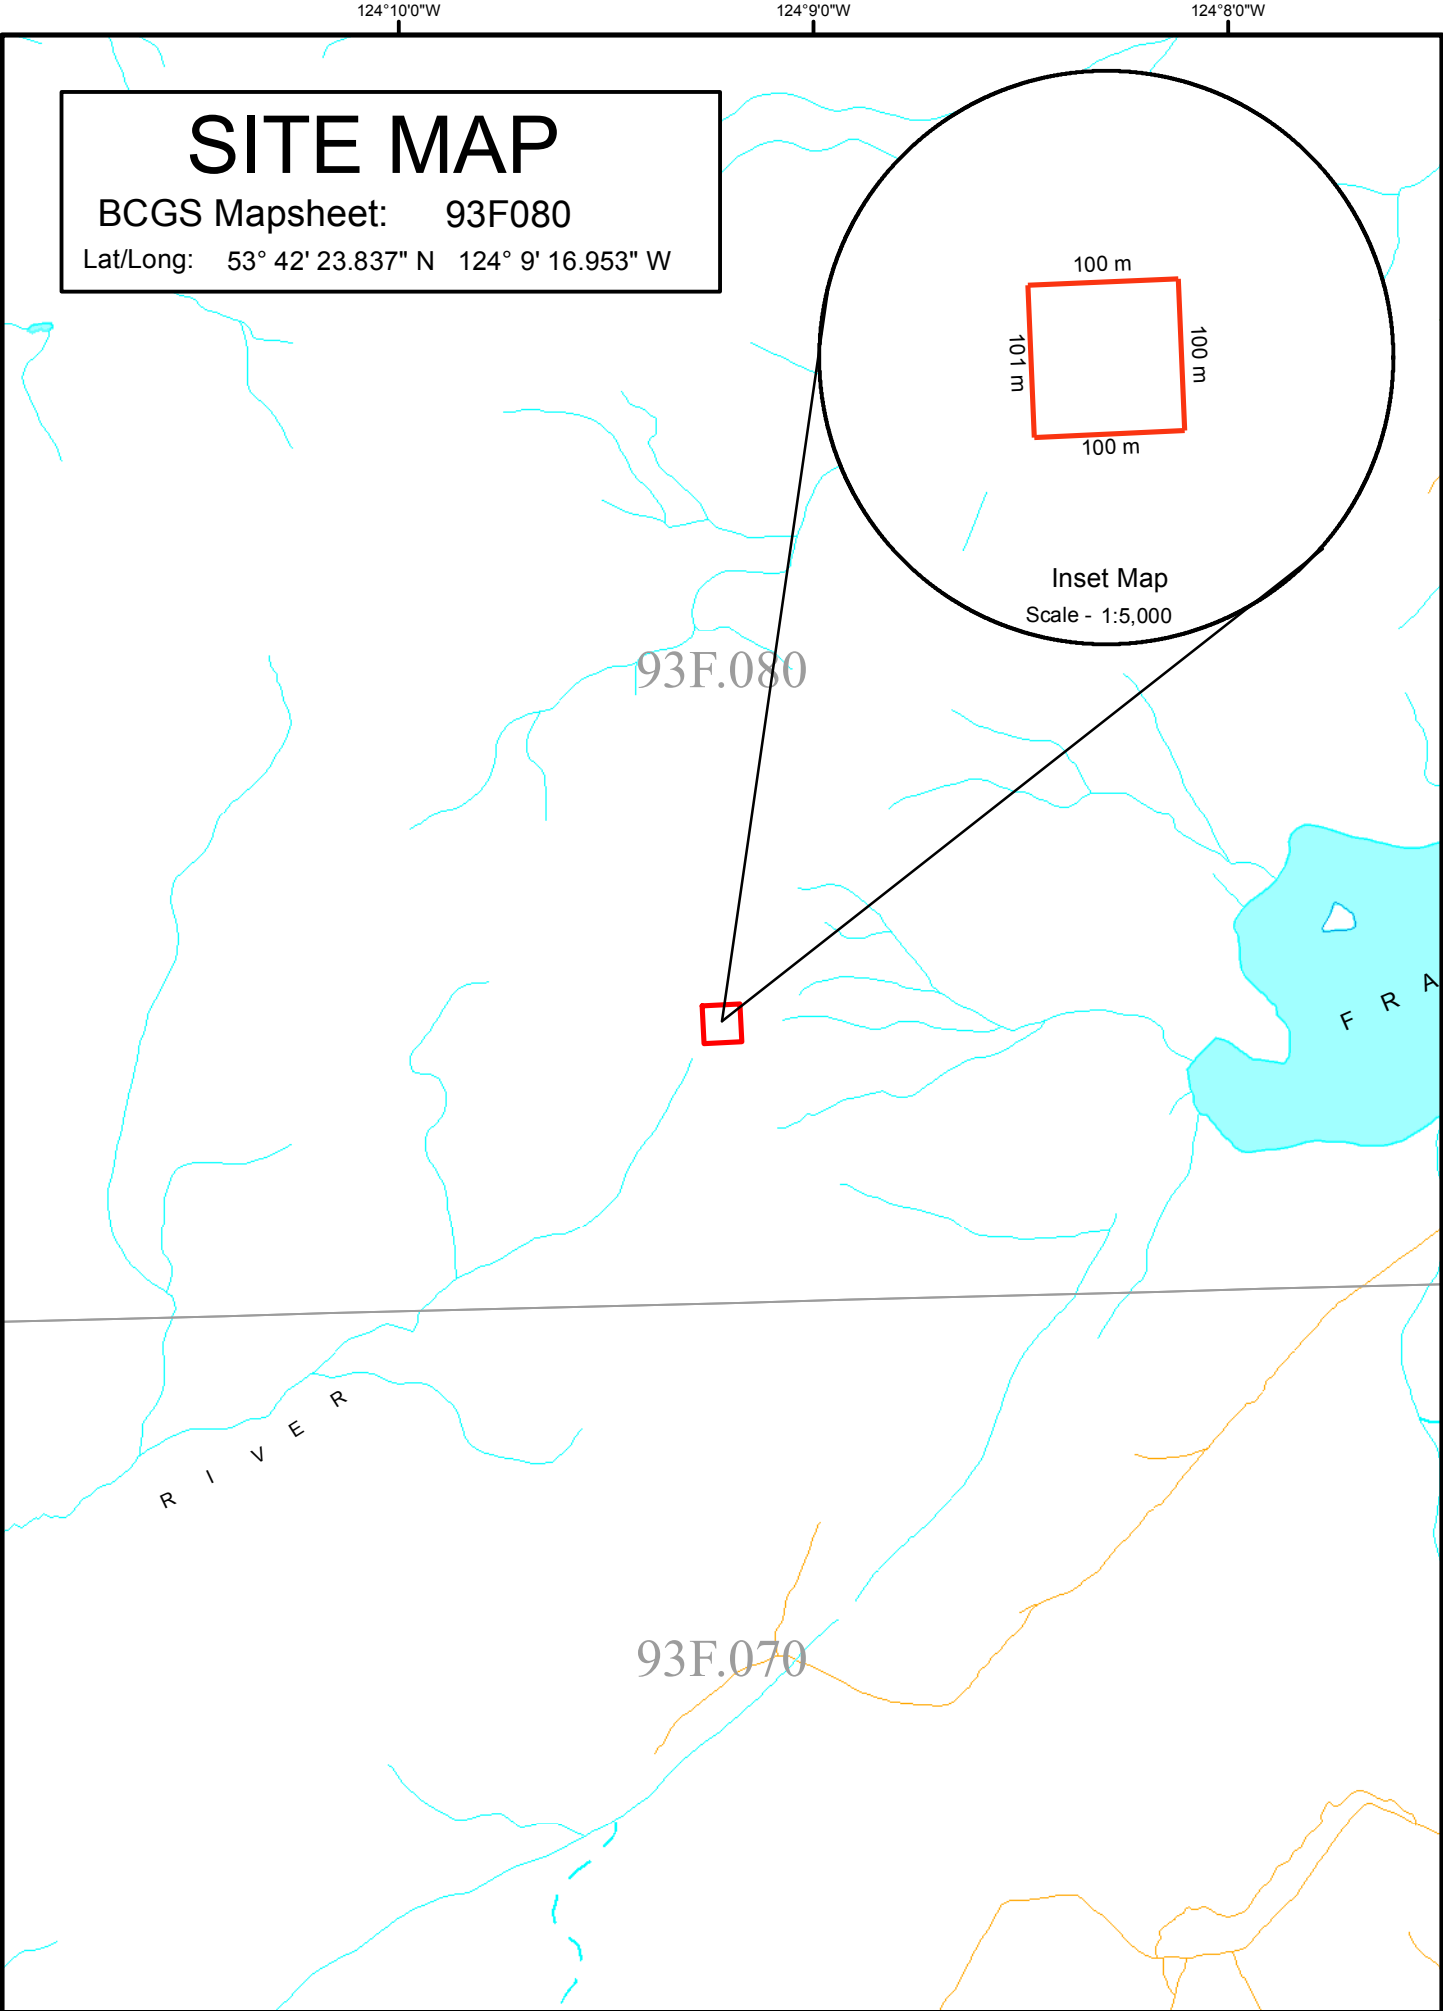 124°10'0"W 124°9'0"W 124°8'0"W
SITE MAP
BCGS Mapsheet: 93F080
Lat/Long: 53° 42' 23.837" N 124° 9' 16.953" W
100 m
101 m
100 m
100 m
Inset Map
Scale - 1:5,000
93F.080
F R A
R I V E R
93F.070